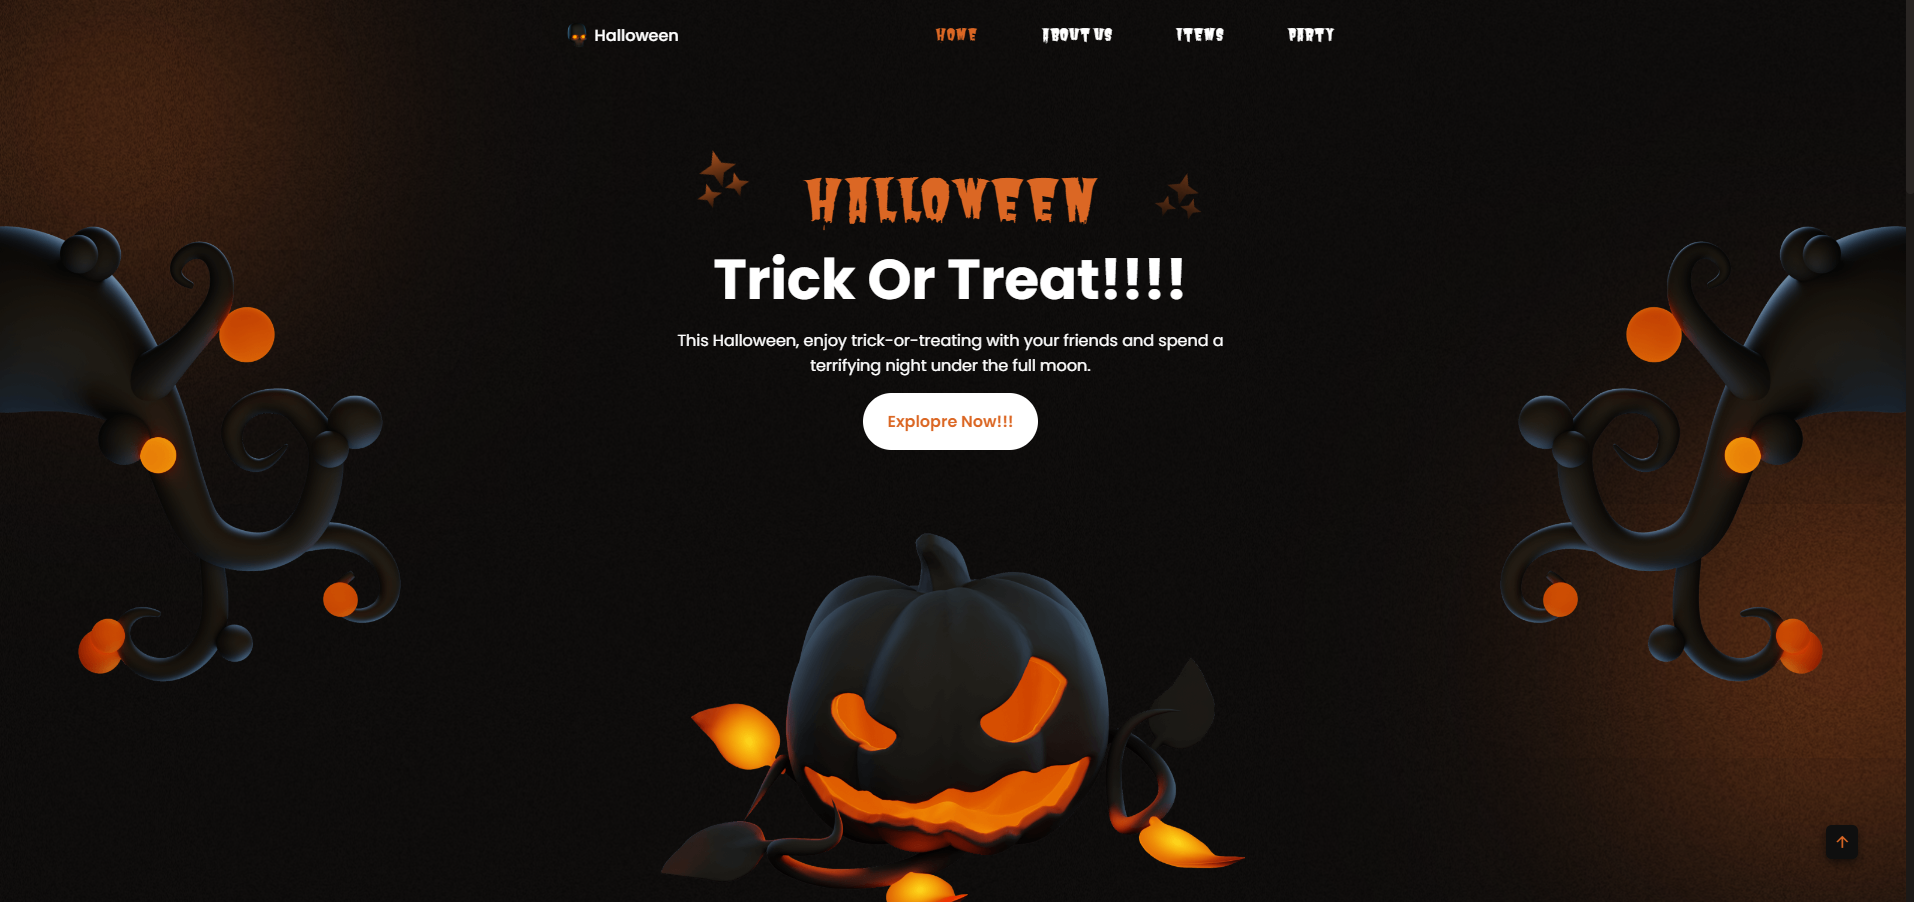 Halloween
HOME
ABOUT US
ITEMS
PARTY
HALLOWEEN
Trick Or Treat!!!!
This Halloween, enjoy trick-or-treating with your friends and spend a
terrifying night under the full moon.
Explopre Now!!!